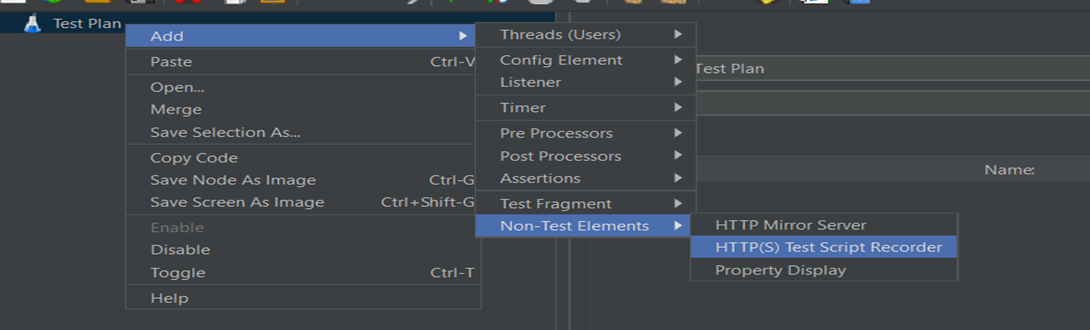 Test Plan
Add
Paste Ctrl-V
Open...
Merge
Save Selection As...
Copy Code
Save Node As Image Ctrl-G
Save Screen As Image Ctrl+Shift-G
Enable
Disable
Toggle Ctrl-T
Help
Threads (Users)
Config Element
Listener
Timer
Pre Processors
Post Processors
Assertions
Test Fragment
Non-Test Elements
HTTP Mirror Server
HTTP(S) Test Script Recorder
Property Display
Test Plan
Name: